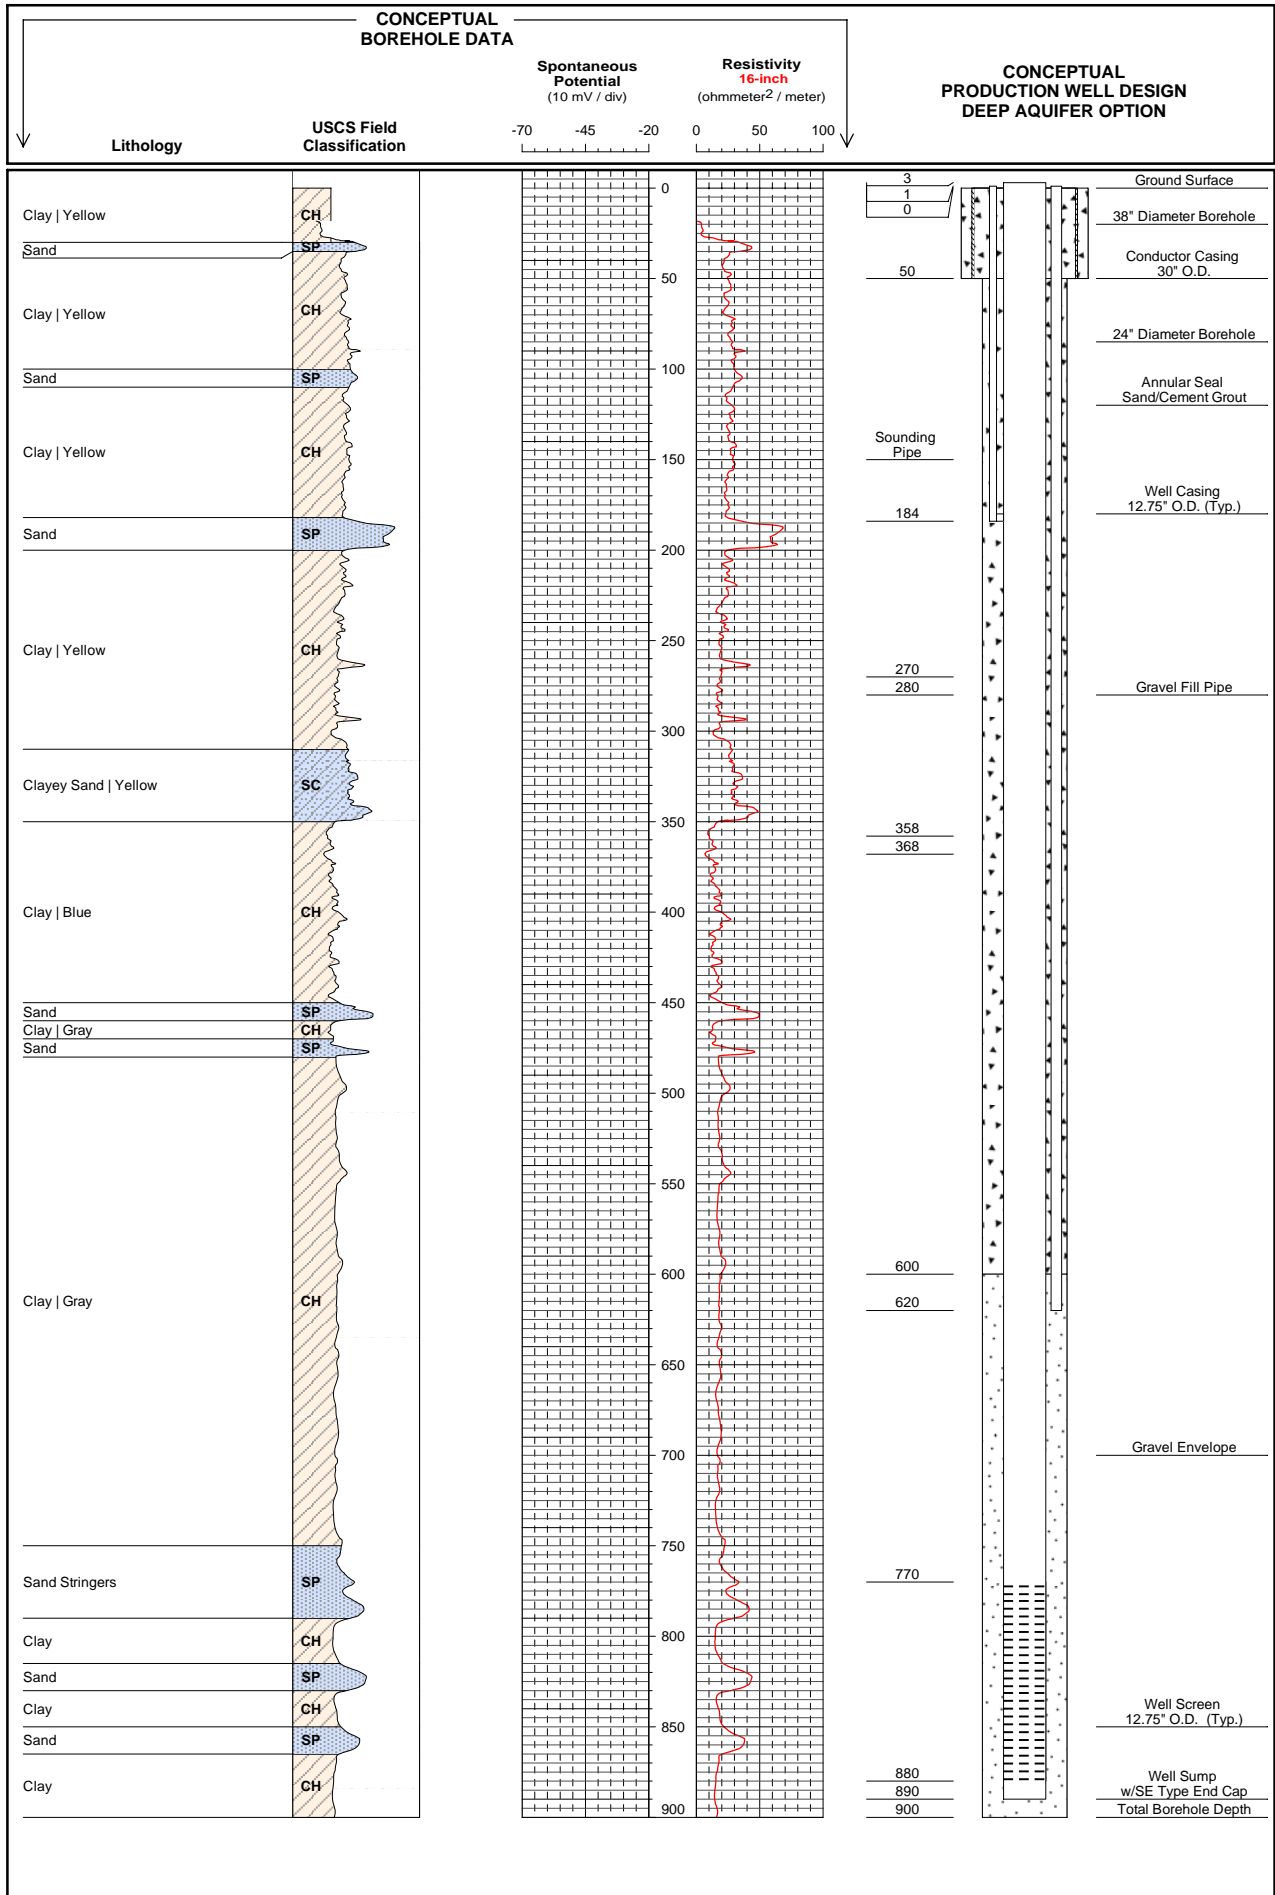 CONCEPTUAL
BOREHOLE DATA
Lithology
USCS Field
Classification
Spontaneous
Potential
(10 mV / div)
-70 -45 -20
Resistivity
16-inch
(ohmmeter2 / meter)
0 50 100
CONCEPTUAL
PRODUCTION WELL DESIGN
DEEP AQUIFER OPTION
Clay | Yellow
Sand
Clay | Yellow
Sand
Clay | Yellow
Sand
Clay | Yellow
Clayey Sand | Yellow
Clay | Blue
Sand
Clay | Gray
Sand
Clay | Gray
Sand Stringers
Clay
Sand
Clay
Sand
Clay
CH
SP
CH
SP
CH
SP
CH
SC
CH
SP
CH
SP
CH
SP
CH
SP
CH
SP
CH
0
50
100
150
200
250
300
350
400
450
500
550
600
650
700
750
800
850
900
3
1
0
50
Sounding
Pipe
184
270
280
358
368
600
620
770
880
890
900
Ground Surface
38" Diameter Borehole
Conductor Casing
30" O.D.
24" Diameter Borehole
Annular Seal
Sand/Cement Grout
Well Casing
12.75" O.D. (Typ.)
Gravel Fill Pipe
Gravel Envelope
Well Screen
12.75" O.D. (Typ.)
Well Sump
w/SE Type End Cap
Total Borehole Depth